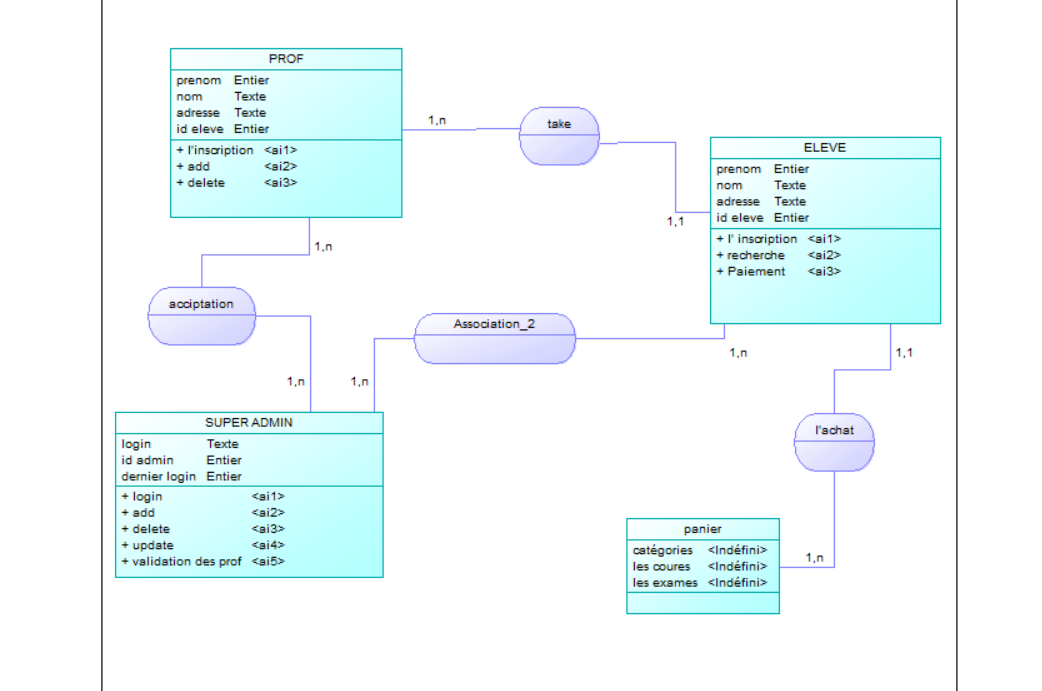 PROF
prenom Entier
nom Texte
adresse Texte
id eleve Entier
+ l'inscription <ai1>
+ add <ai2>
+ delete <ai3>
1,n
take
1,1
ELEVE
prenom Entier
nom Texte
adresse Texte
id eleve Entier
+ l' inscription <ai1>
+ recherche <ai2>
+ Paiement <ai3>
1,n
acciptation
1,n
Association_2
1,n
1,n
1,1
SUPER ADMIN
login Texte
id admin Entier
dernier login Entier
+ login <ai1>
+ add <ai2>
+ delete <ai3>
+ update <ai4>
+ validation des prof <ai5>
l'achat
1,n
panier
catégories <Indéfini>
les coures <Indéfini>
les exames <Indéfini>